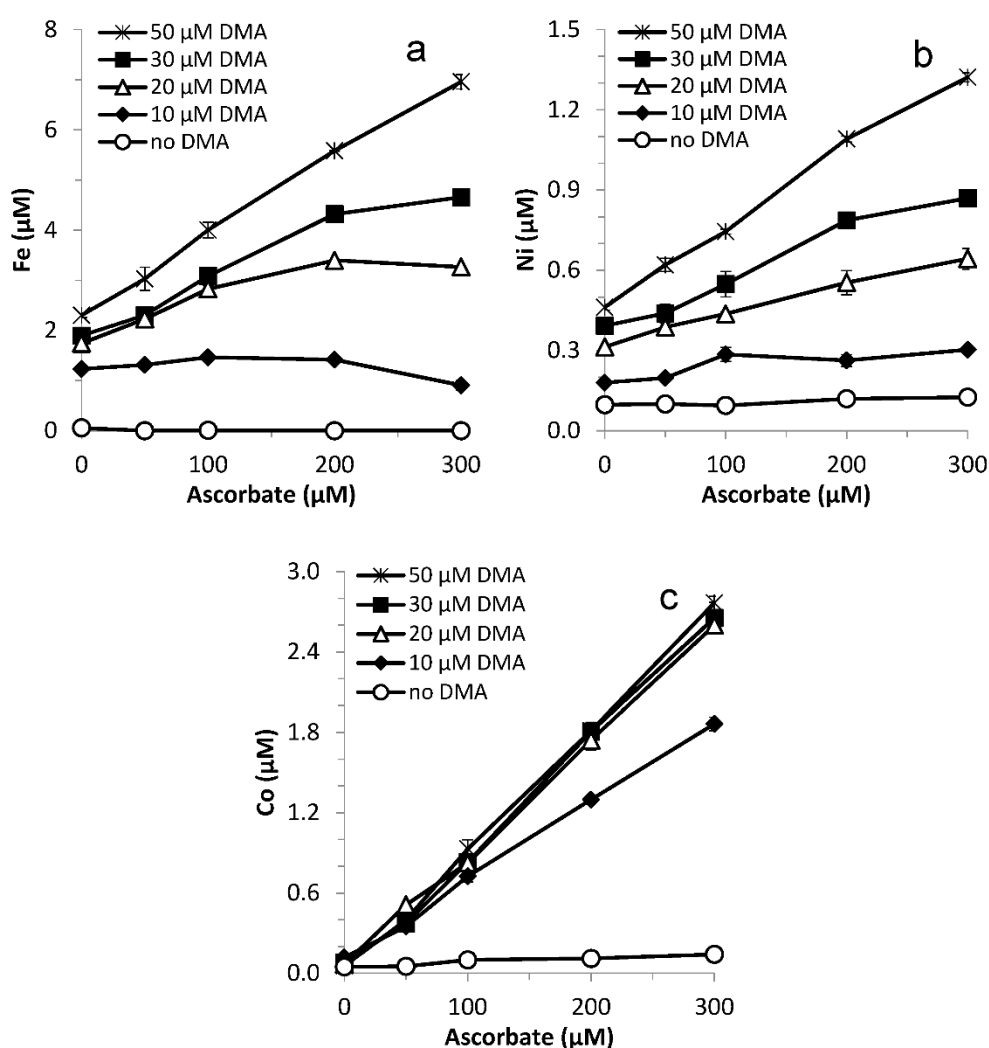 8
6
4
2
0
Fe (µM)
50 µM DMA
30 µM DMA
20 µM DMA
10 µM DMA
no DMA
a
0 100 200 300
Ascorbate (µM)
1.5
1.2
0.9
0.6
0.3
0.0
Ni (µM)
50 µM DMA
30 µM DMA
20 µM DMA
10 µM DMA
no DMA
b
0 100 200 300
Ascorbate (µM)
3.0
2.4
1.8
1.2
0.6
0.0
Co (µM)
50 µM DMA
30 µM DMA
20 µM DMA
10 µM DMA
no DMA
c
0 100 200 300
Ascorbate (µM)